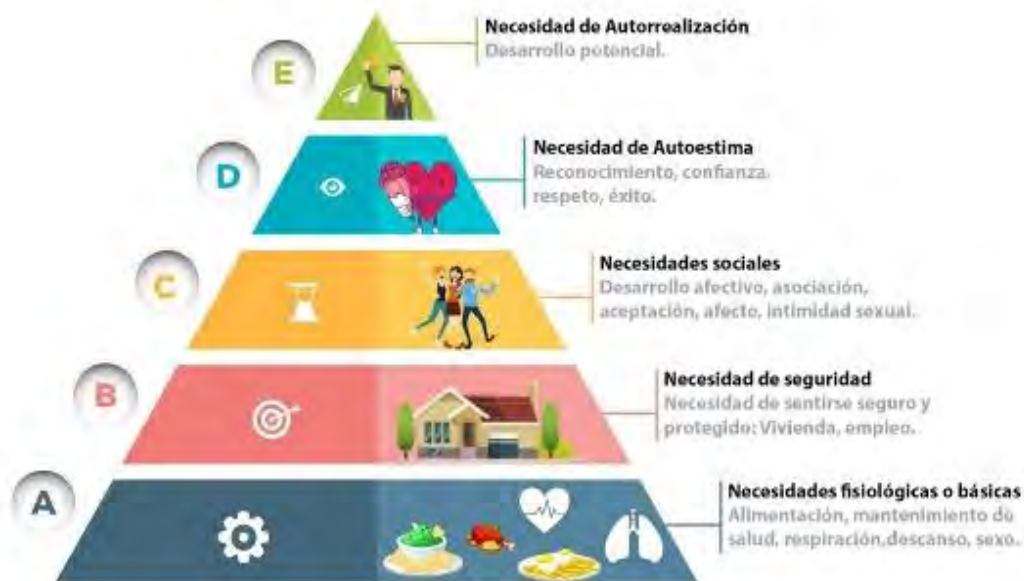 E
Necesidad de Autorrealización
Desarrollo potencial.
D
Necesidad de Autoestima
Reconocimiento, confianza,
respeto, éxito.
C
Necesidades sociales
Desarrollo afectivo, asociación,
aceptación, afecto, intimidad sexual.
B
Necesidad de seguridad
Necesidad de sentirse seguro y
protegido: Vivienda, empleo.
A
Necesidades fisiológicas o básicas
Alimentación, mantenimiento de
salud, respiración,descanso, sexo.